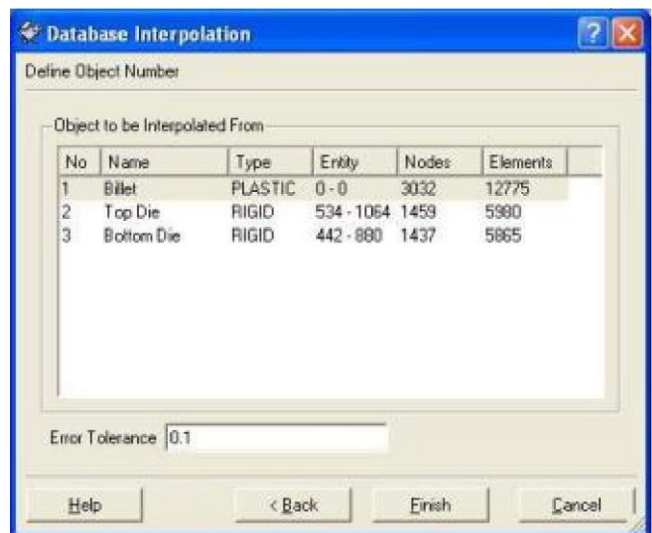 Database Interpolation
Define Object Number
Object to be Interpolated From
No Name Type Entity Nodes Elements
1 Billet PLASTIC 0 - 0 3032 12775
2 Top Die RIGID 534 - 1064 1459 5980
3 Bottom Die RIGID 442 - 880 1437 5865
Error Tolerance 0.1
Help < Back Finish Cancel